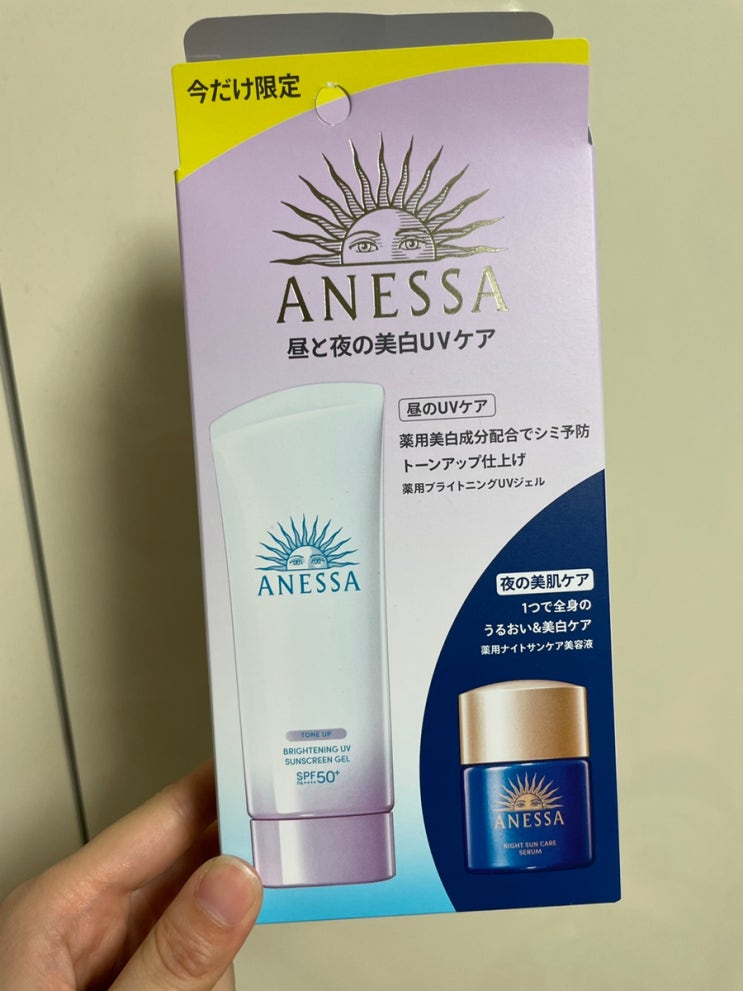 今だけ限定
ANESSA
昼と夜の美白UVケア
昼のUVケア
薬用美白成分配合でシミ予防
トーンアップ仕上げ
薬用ブライトニングUVジェル
ANESSA
TONE UP
BRIGHTENING UV
SUNSCREEN GEL
SPF50+
PA++++
夜の美肌ケア
1つで全身の
うるおい&美白ケア
薬用ナイトサンケア美容液
ANESSA
NIGHT SUN CARE
SERUM